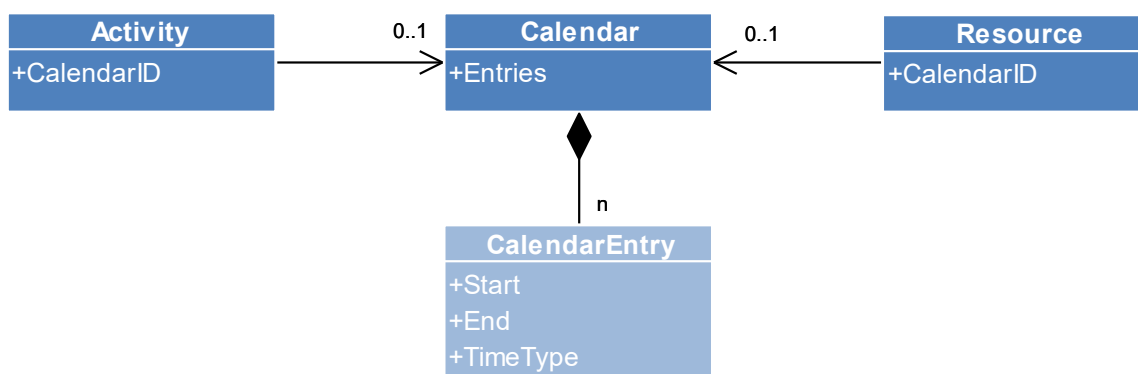 Activity
+CalendarID
0..1
Calendar
+Entries
0..1
Resource
+CalendarID
n
CalendarEntry
+Start
+End
+TimeType